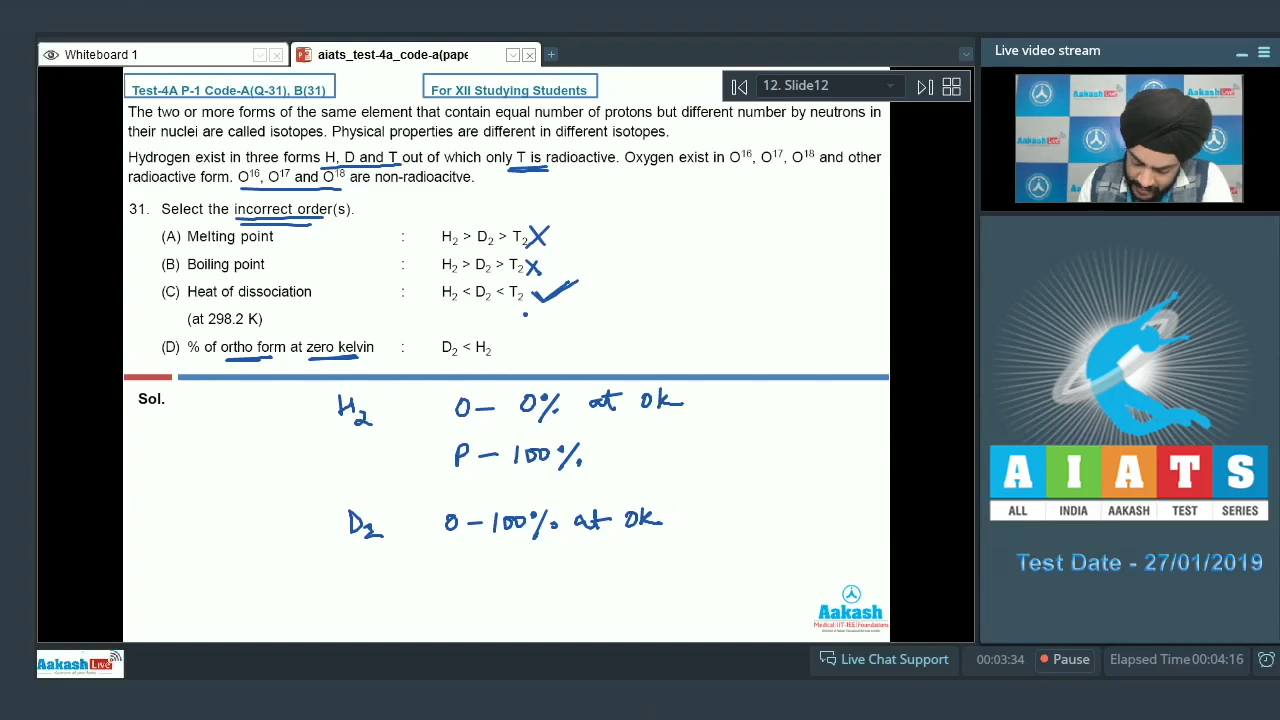 Whiteboard 1
aiats_test-4a_code-a(pape
Live video stream
Test-4A P-1 Code-A(Q-31), B(31)
For XII Studying Students
12. Slide12
The two or more forms of the same element that contain equal number of protons but different number by neutrons in
their nuclei are called isotopes. Physical properties are different in different isotopes.
Hydrogen exist in three forms H, D and T out of which only T is radioactive. Oxygen exist in O¹⁶, O¹⁷, O¹⁸ and other
radioactive form. O¹⁶, O¹⁷ and O¹⁸ are non-radioacitve.
31. Select the incorrect order(s).
(A) Melting point : H₂ > D₂ > T₂ ✗
(B) Boiling point : H₂ > D₂ > T₂ ✗
(C) Heat of dissociation : H₂ < D₂ < T₂ ✓
(at 298.2 K)
(D) % of ortho form at zero kelvin : D₂ < H₂
Sol.
H₂ O – 0% at 0K
P – 100%.
D₂ O – 100% at 0K
Aakash
Medical|IIT-JEE|Foundations
A I A T S
ALL INDIA AAKASH TEST SERIES
Test Date - 27/01/2019
Aakash Live
Live Chat Support
00:03:34
Pause
Elapsed Time 00:04:16